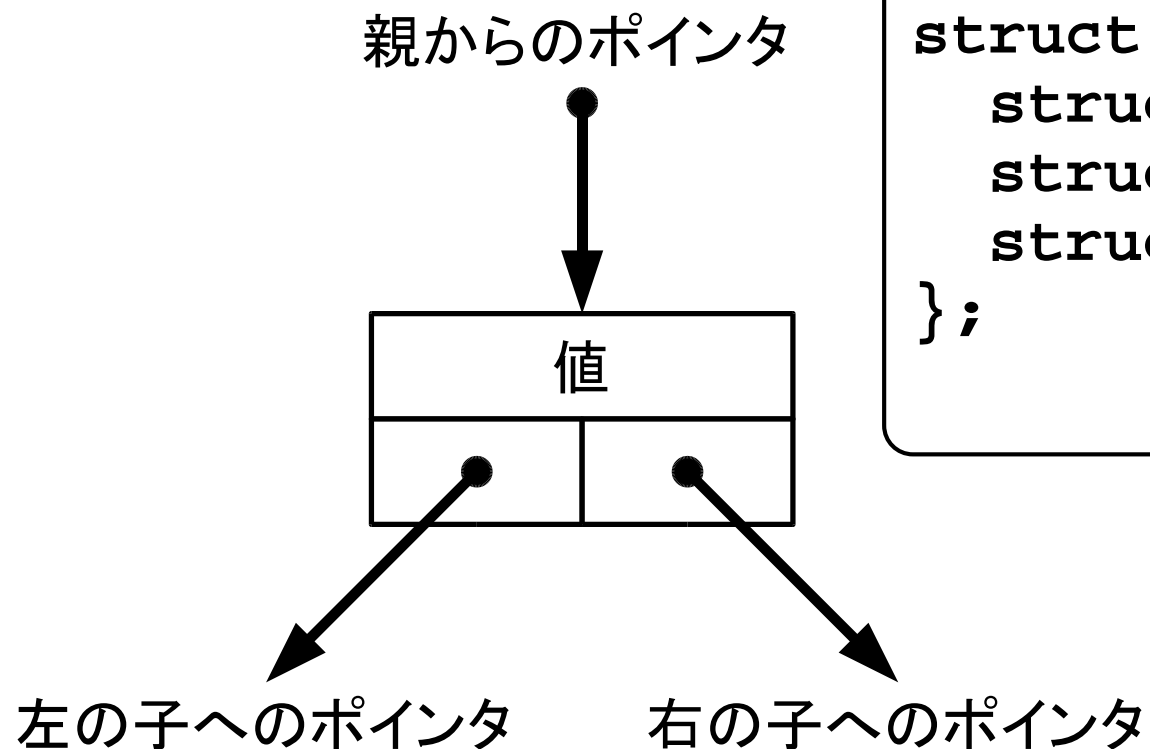 親からのポインタ
値
左の子へのポインタ
右の子へのポインタ
struct
struc
struc
struc
};